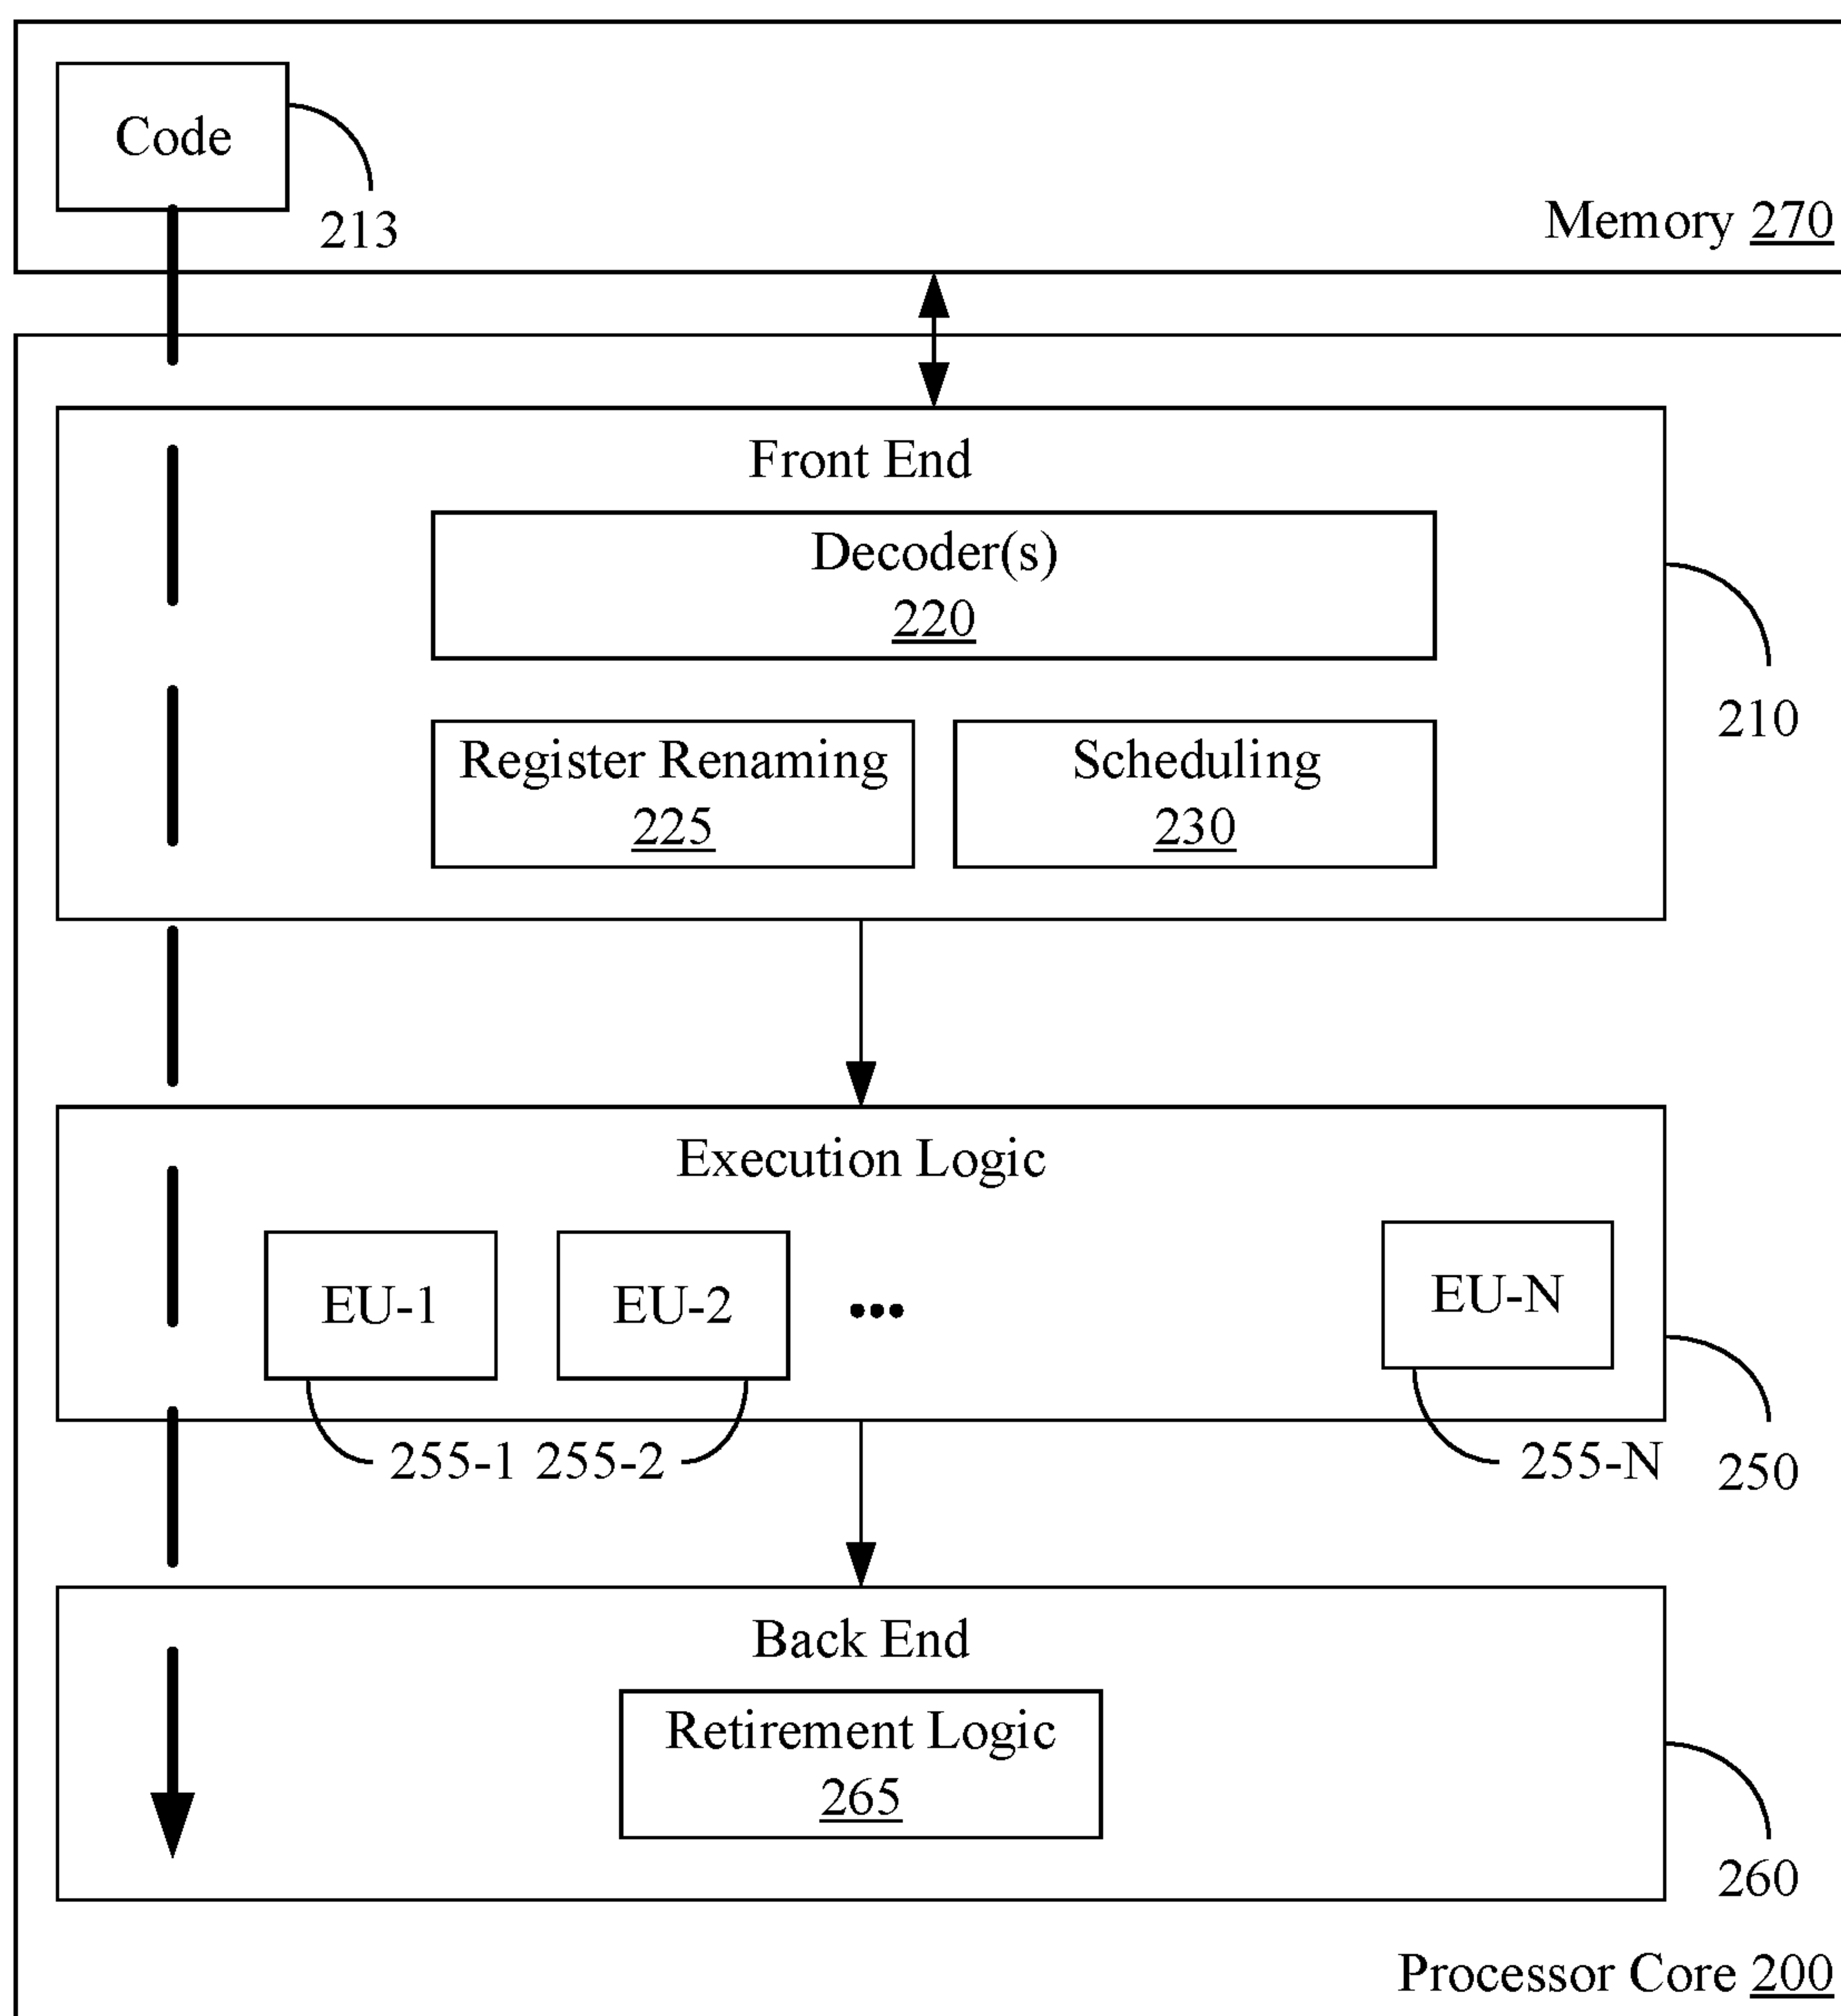 Code
213
Memory 270
Front End
Decoder(s)
220
210
Register Renaming
225
Scheduling
230
Execution Logic
EU-1
EU-2
•••
EU-N
255-1
255-2
255-N
250
Back End
Retirement Logic
265
260
Processor Core 200